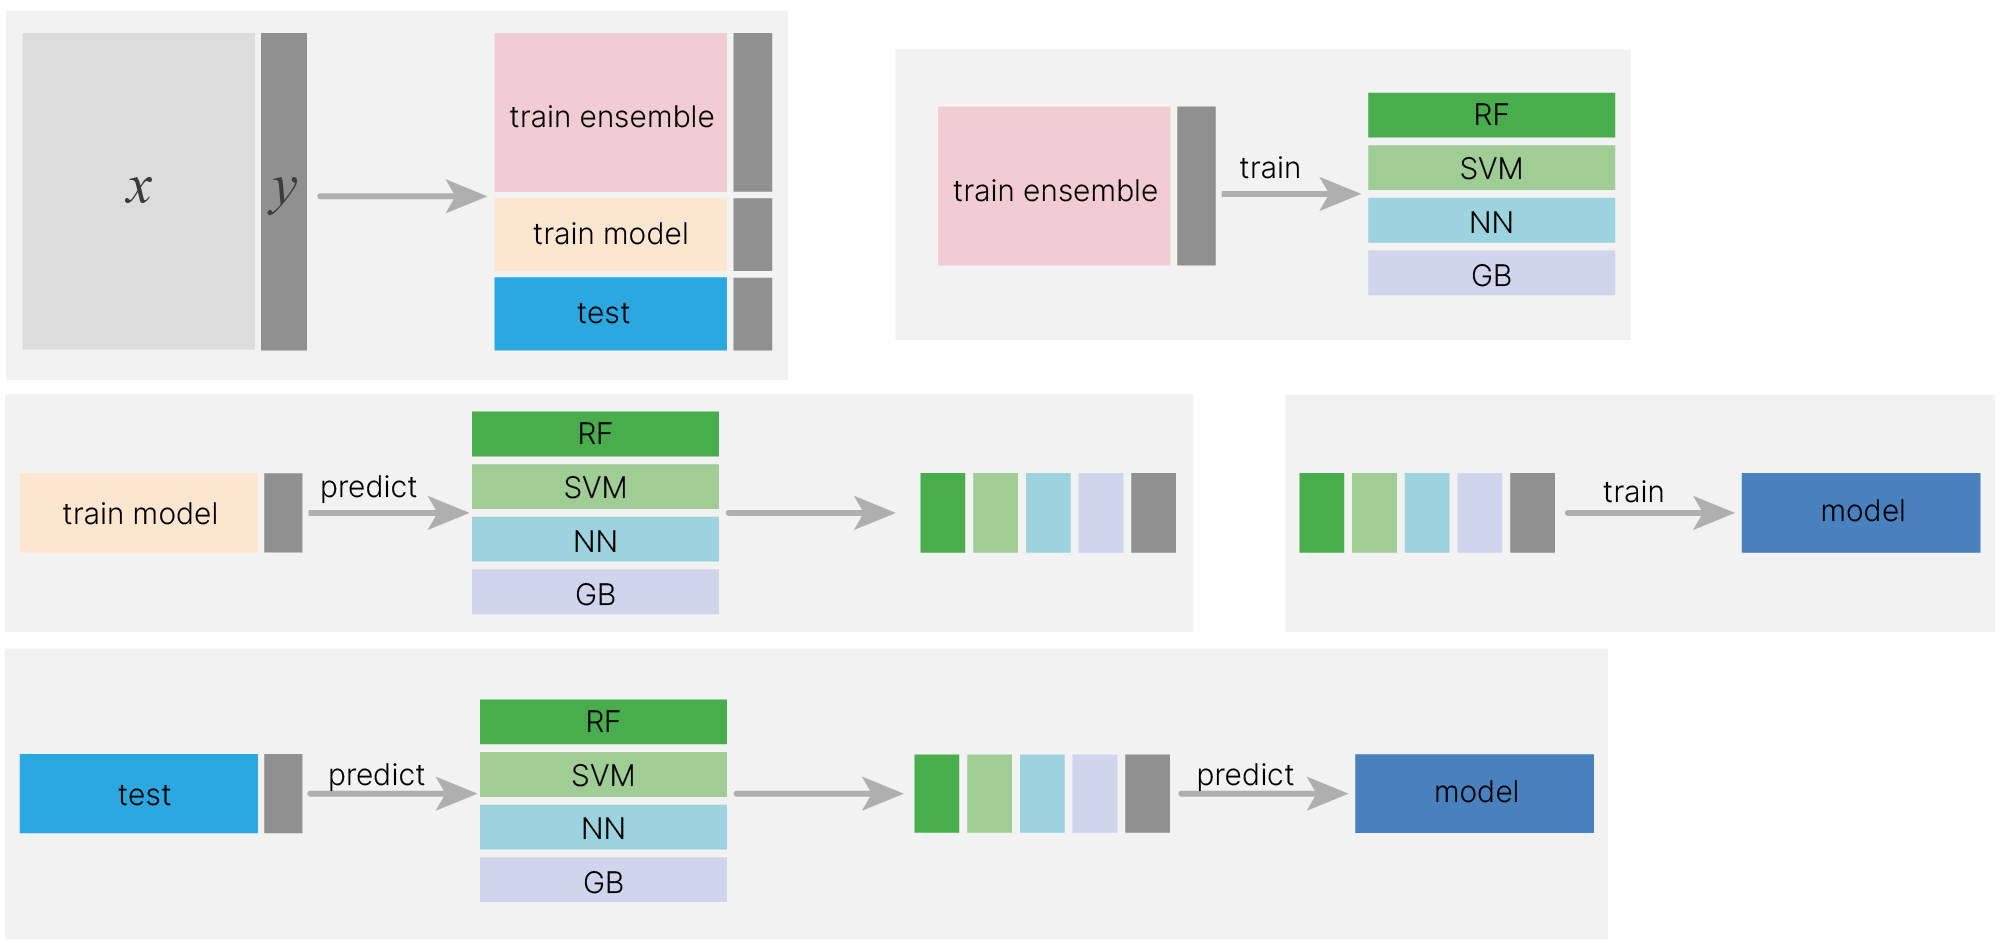 x
y
train ensemble
train model
test
train ensemble
train
RF
SVM
NN
GB
train model
predict
RF
SVM
NN
GB
train
model
test
predict
RF
SVM
NN
GB
predict
model